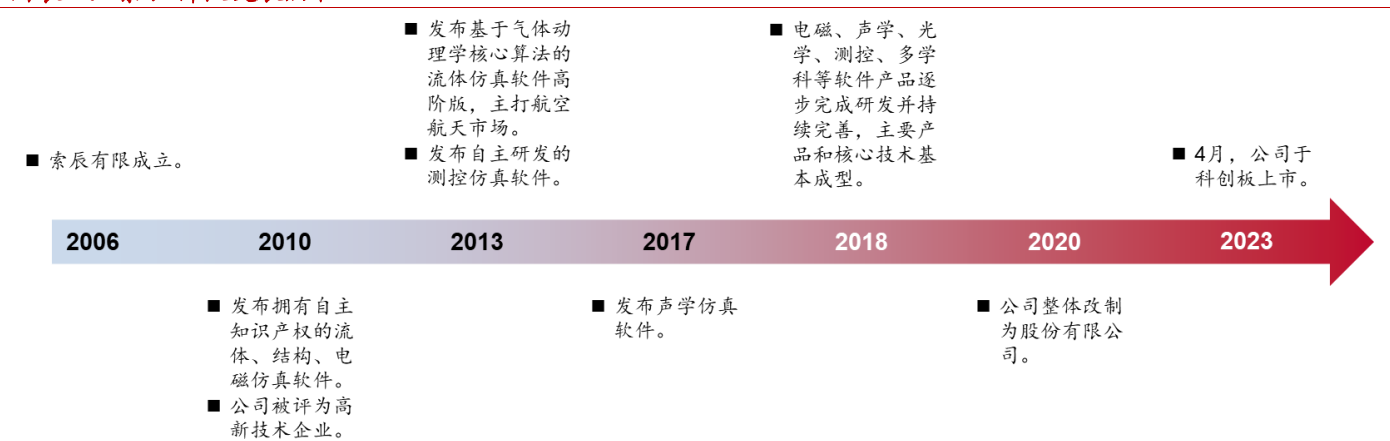 ■ 发布基于气体动
理学核心算法的
流体仿真软件高
阶版，主打航空
航天市场。
■ 发布自主研发的
测控仿真软件。
■ 电磁、声学、光
学、测控、多学
科等软件产品逐
步完成研发并持
续完善，主要产
品和核心技术基
本成型。
■ 索辰有限成立。
■ 4月，公司于
科创板上市。
2006 2010 2013 2017 2018 2020 2023
■ 发布拥有自主
知识产权的流
体、结构、电
磁仿真软件。
■ 公司被评为高
新技术企业。
■ 发布声学仿真
软件。
■ 公司整体改制
为股份有限公
司。